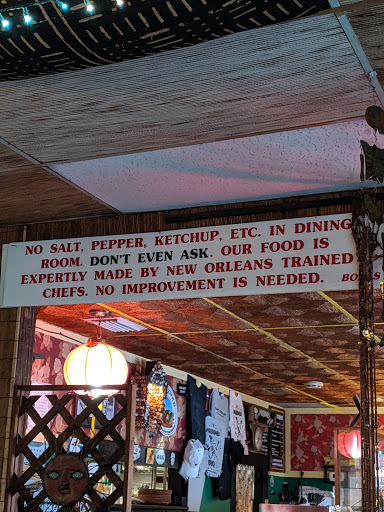 NO SALT, PEPPER, KETCHUP, ETC. IN DINING
ROOM. DON'T EVEN ASK. OUR FOOD IS
EXPERTLY MADE BY NEW ORLEANS TRAINED
CHEFS. NO IMPROVEMENT IS NEEDED.